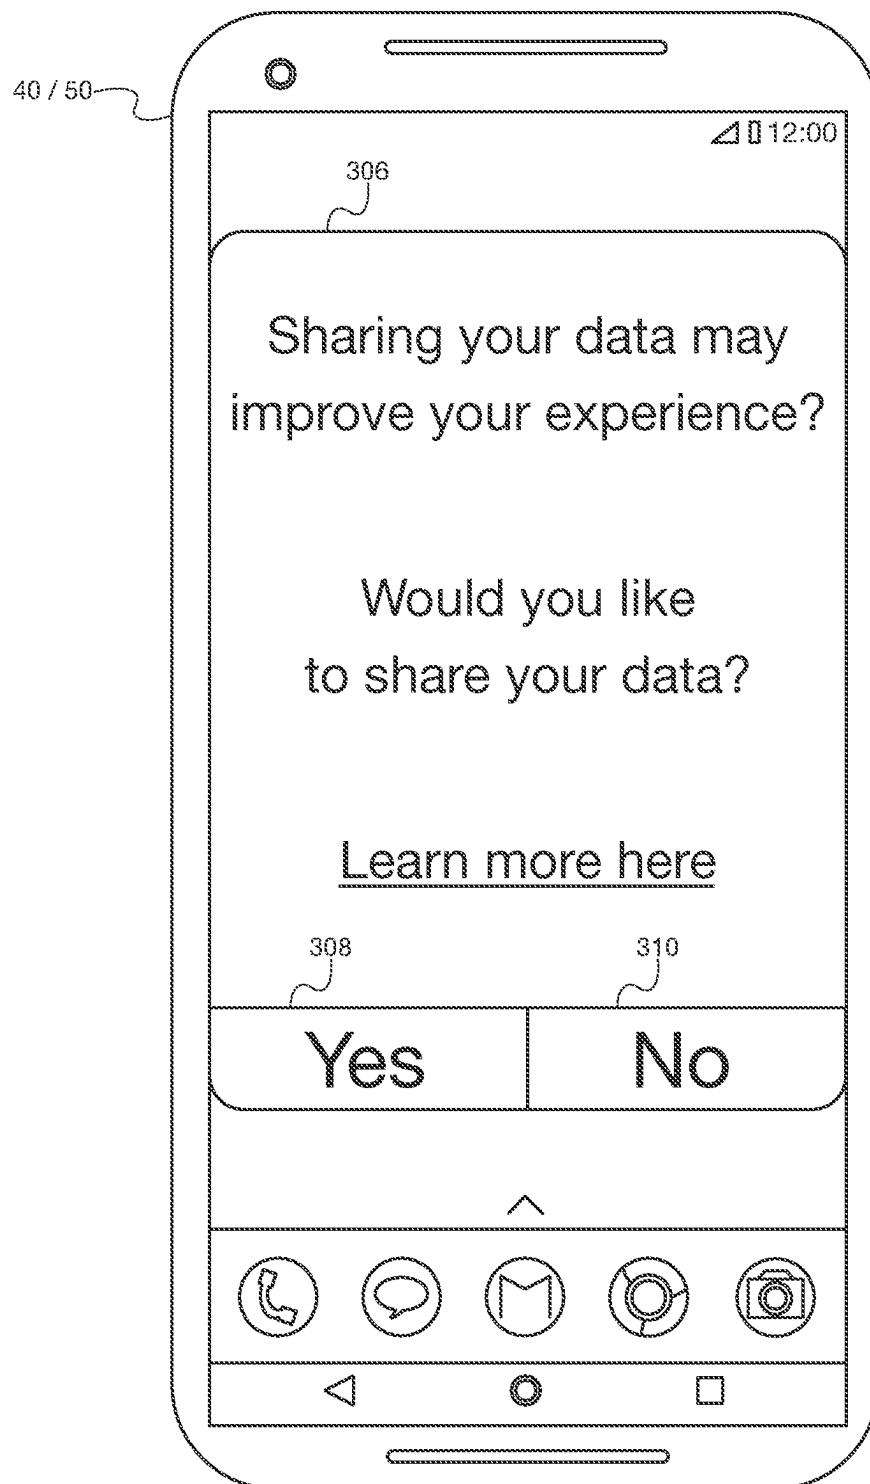 40 / 50
12:00
306
Sharing your data may
improve your experience?
Would you like
to share your data?
Learn more here
308
310
Yes
No